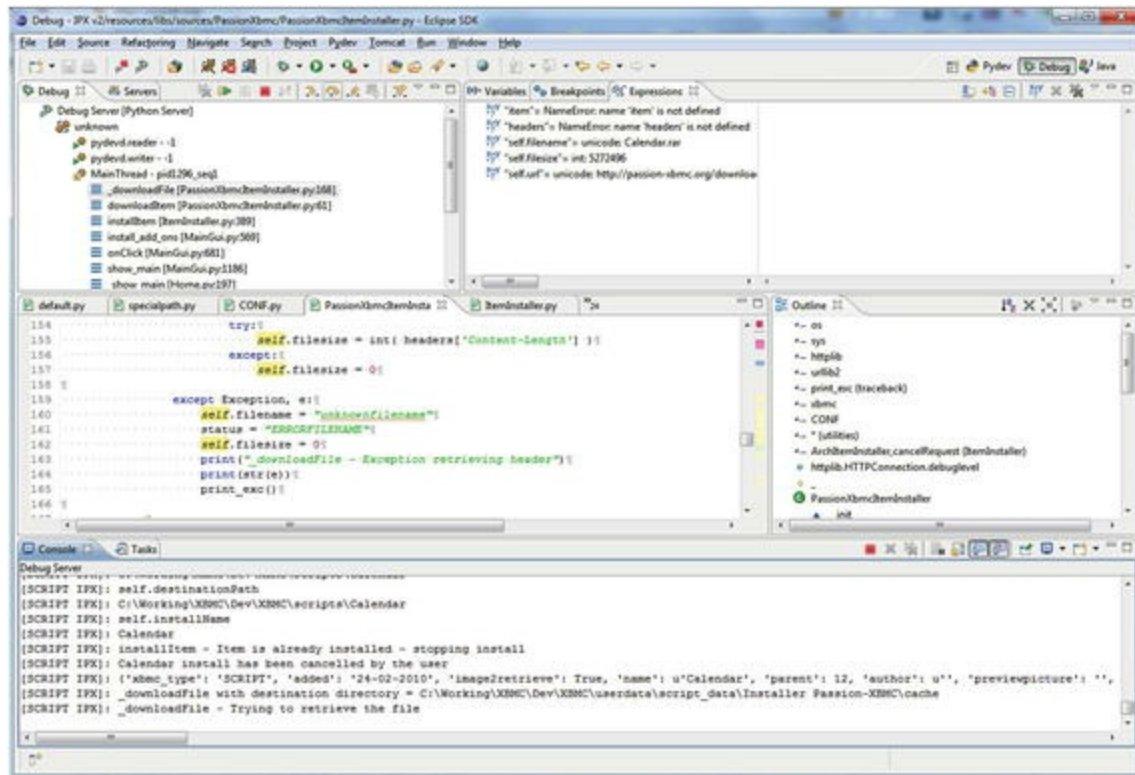 Debug - IPX v2/resources/libs/sources/PassionXbmc/PassionXbmcItemInstaller.py - Eclipse SDK
File Edit Source Refactoring Navigate Search Project Pydev Tomcat Run Window Help
Pydev Debug Java
Debug Servers
Debug Server [Python Server]
unknown
pydevd.reader - -1
pydevd.writer - -1
MainThread - pid1296_seq1
_downloadFile [PassionXbmcItemInstaller.py:168]
downloadItem [PassionXbmcItemInstaller.py:61]
installItem [ItemInstaller.py:389]
install_add_ons [MainGui.py:569]
onClick [MainGui.py:681]
show_main [MainGui.py:1186]
show_main [Home.py:197]
Variables Breakpoints Expressions
"item"= NameError: name 'item' is not defined
"headers"= NameError: name 'headers' is not defined
"self.filename"= unicode: Calendar.rar
"self.filesize"= int: 5272496
"self.url"= unicode: http://passion-xbmc.org/downloa
default.py specialpath.py CONF.py PassionXbmcItemInsta ItemInstaller.py
154 try:
155 self.filesize = int( headers['Content-Length'] )
156 except:
157 self.filesize = 0
158
159 except Exception, e:
160 self.filename = "unknownfilename"
161 status = "ERRORFILENAME"
162 self.filesize = 0
163 print("_downloadFile - Exception retrieving header")
164 print(str(e))
165 print_exc()
166
Outline
os
sys
httplib
urllib2
print_exc (traceback)
xbmc
CONF
* (utilities)
ArchItemInstaller,cancelRequest (ItemInstaller)
httplib.HTTPConnection.debuglevel
_
PassionXbmcItemInstaller
init
Console Tasks
Debug Server
[SCRIPT IPX]: self.destinationPath
[SCRIPT IPX]: C:\Working\XBMC\Dev\XBMC\scripts\Calendar
[SCRIPT IPX]: self.installName
[SCRIPT IPX]: Calendar
[SCRIPT IPX]: installItem - Item is already installed - stopping install
[SCRIPT IPX]: Calendar install has been cancelled by the user
[SCRIPT IPX]: {'xbmc_type': 'SCRIPT', 'added': '24-02-2010', 'image2retrieve': True, 'name': u'Calendar', 'parent': 12, 'author': u'', 'previewpicture': '',
[SCRIPT IPX]: _downloadFile with destination directory = C:\Working\XBMC\Dev\XBMC\userdata\script_data\Installer Passion-XBMC\cache
[SCRIPT IPX]: _downloadFile - Trying to retrieve the file